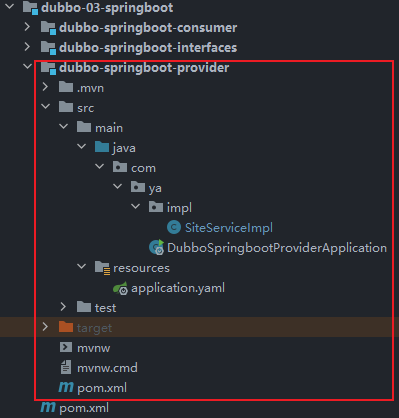 dubbo-03-springboot
dubbo-springboot-consumer
dubbo-springboot-interfaces
dubbo-springboot-provider
.mvn
src
main
java
com
ya
impl
SiteServiceImpl
DubboSpringbootProviderApplication
resources
application.yaml
test
target
mvnw
mvnw.cmd
pom.xml
pom.xml